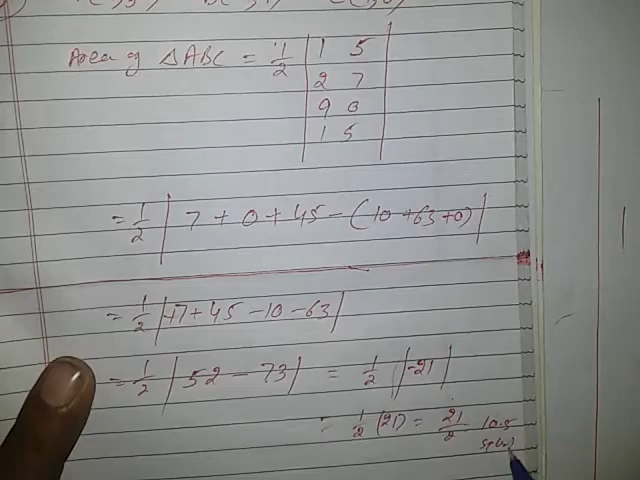 Area of △ABC = 1/2 | 1 5
2 7
9 0
1 5 |
= 1/2 | 7 + 0 + 45 - (10 + 63 + 0) |
= 1/2 | +7 + 45 - 10 - 63 |
= 1/2 | 52 - 73 | = 1/2 | -21 |
= 1/2 (21) = 21/2 10.5